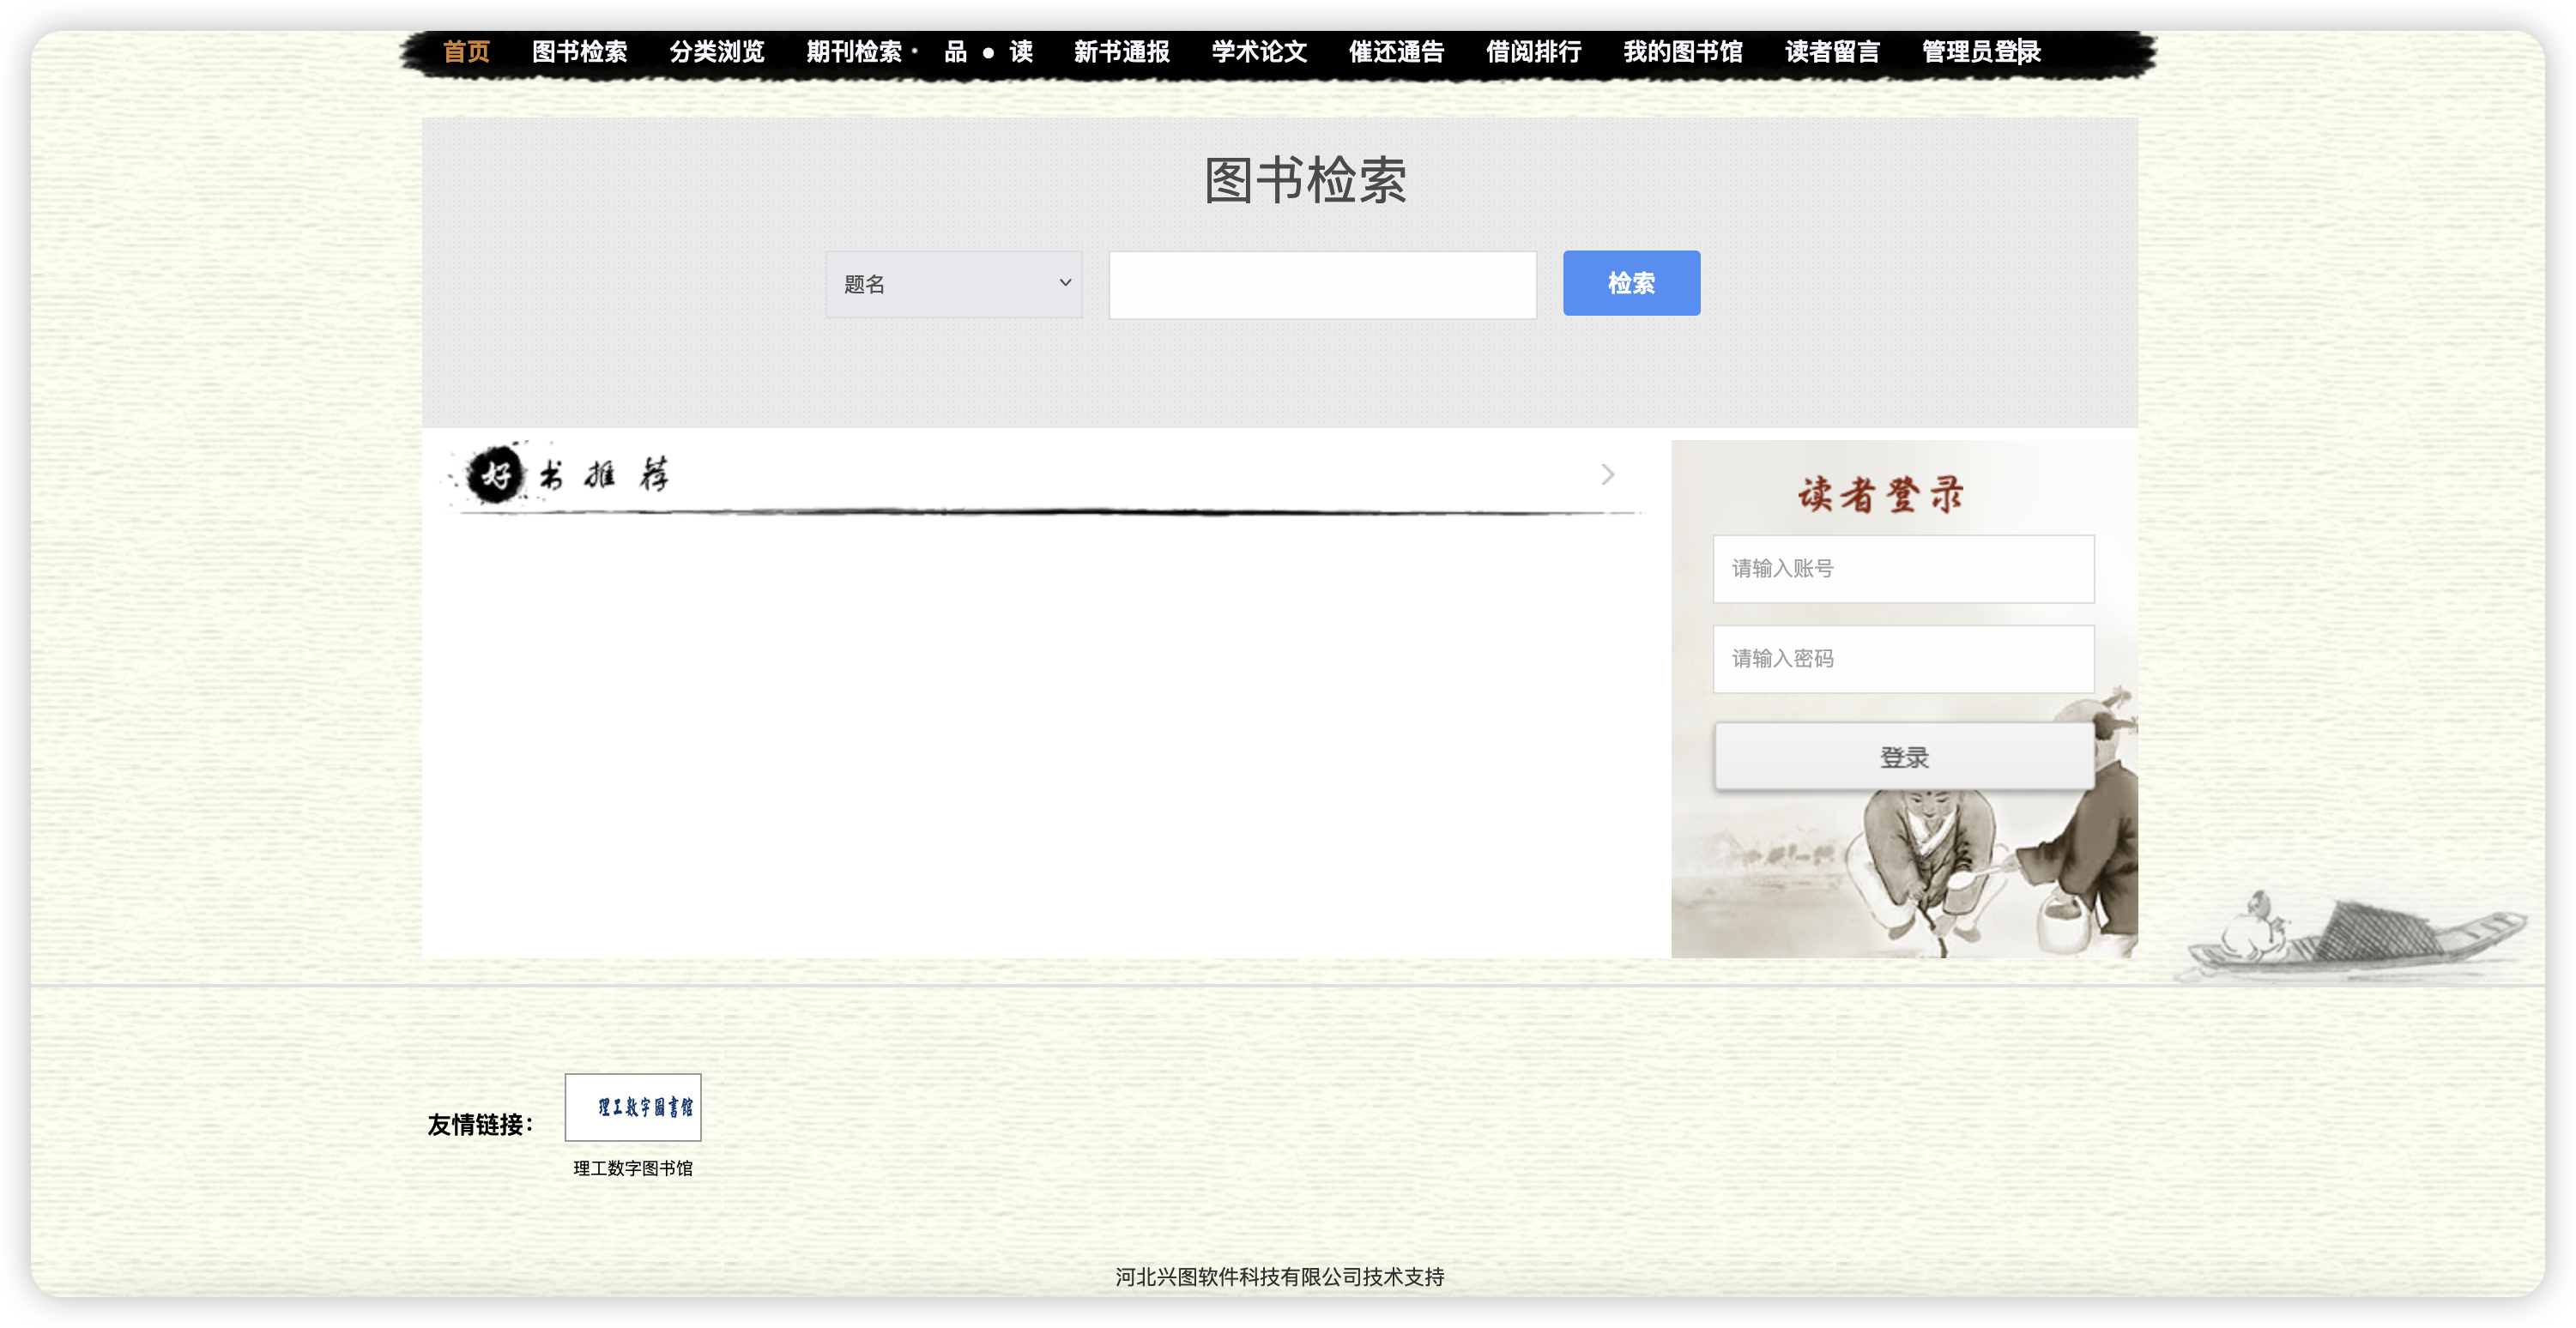 首页 图书检索 分类浏览 期刊检索· 品 ● 读 新书通报 学术论文 催还通告 借阅排行 我的图书馆 读者留言 管理员登录
图书检索
题名 检索
好书推荐
读者登录
请输入账号
请输入密码
登录
友情链接：
理工数字圖書馆
理工数字图书馆
河北兴图软件科技有限公司技术支持